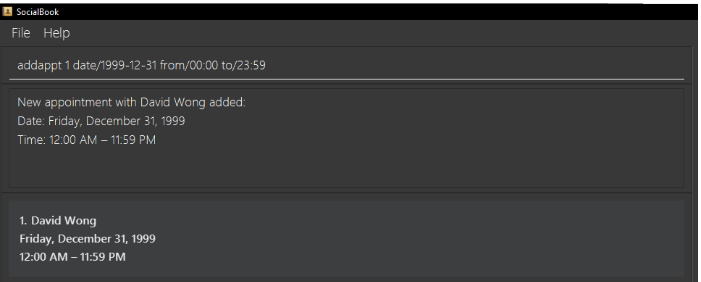 SocialBook
File Help
addappt 1 date/1999-12-31 from/00:00 to/23:59
New appointment with David Wong added:
Date: Friday, December 31, 1999
Time: 12:00 AM – 11:59 PM
1. David Wong
Friday, December 31, 1999
12:00 AM – 11:59 PM